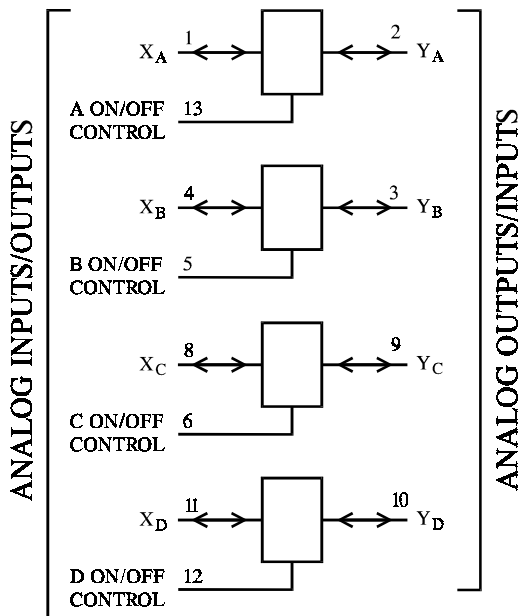 ANALOG INPUTS/OUTPUTS
X_A 1 2 Y_A
A ON/OFF 13
CONTROL
X_B 4 3 Y_B
B ON/OFF 5
CONTROL
X_C 8 9 Y_C
C ON/OFF 6
CONTROL
X_D 11 10 Y_D
D ON/OFF 12
CONTROL
ANALOG OUTPUTS/INPUTS